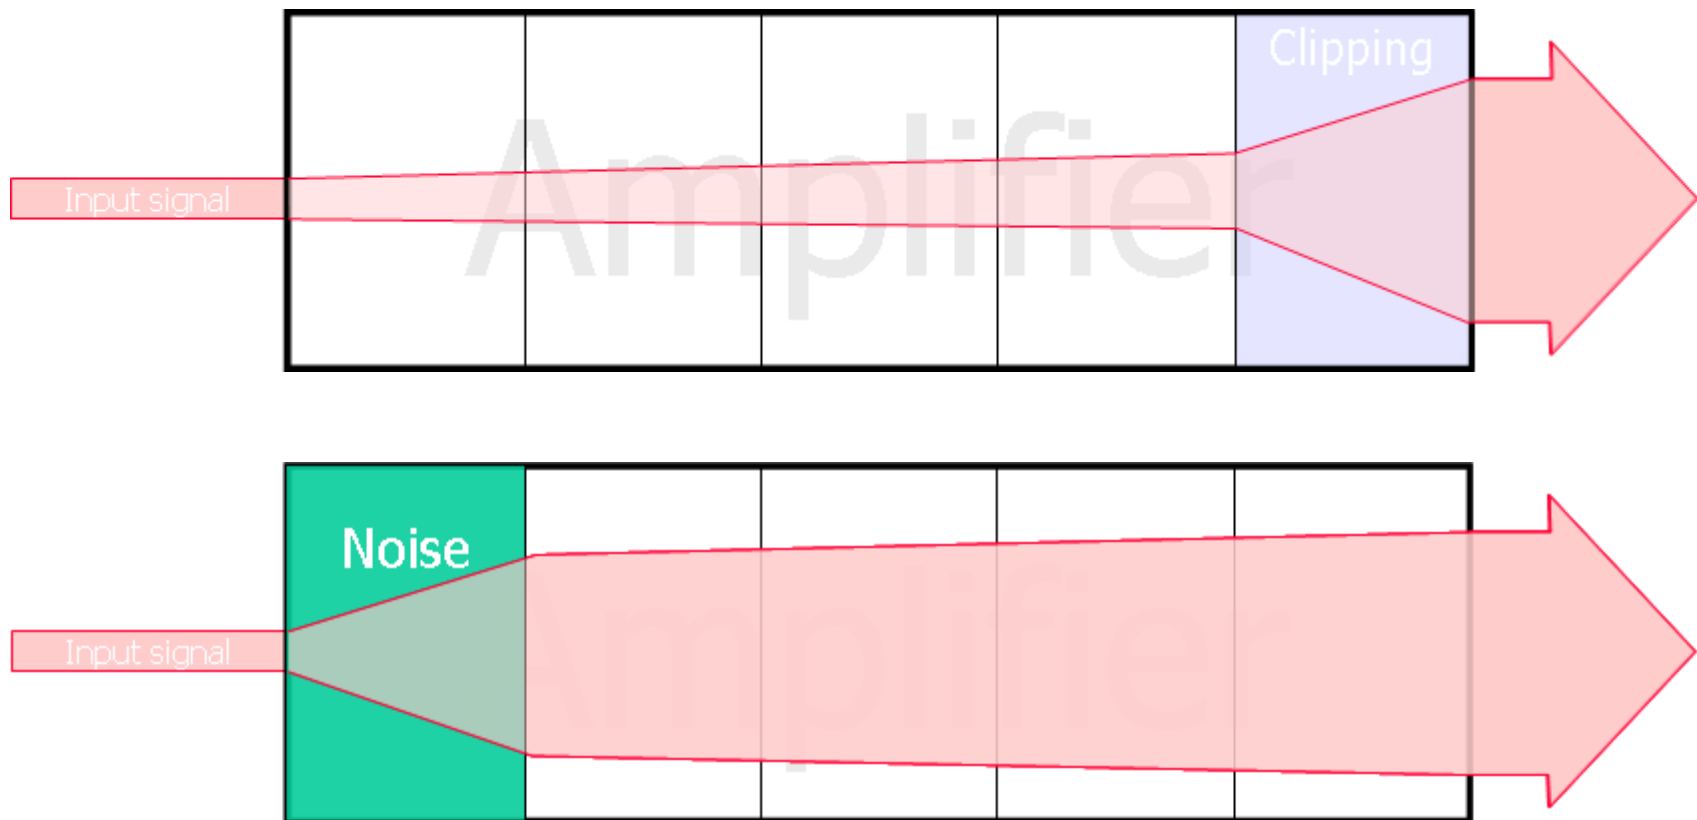 Clipping
Amplifier
Input signal
Noise
Input signal
Amplifier